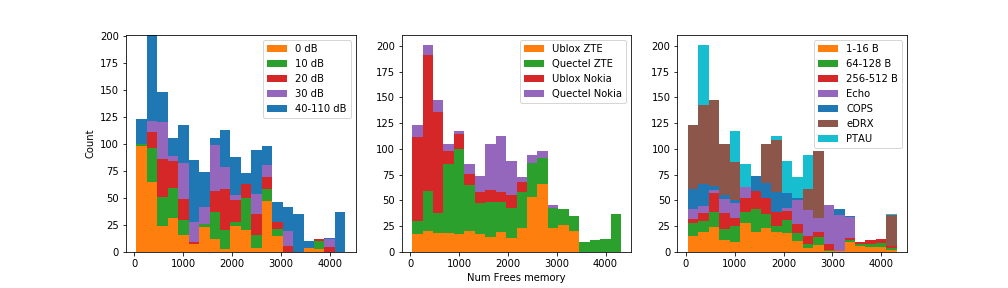 200
175
150
125
100
75
50
25
0
Count
0 1000 2000 3000 4000
0 dB
10 dB
20 dB
30 dB
40-110 dB
200
175
150
125
100
75
50
25
0
0 1000 2000 3000 4000
Num Frees memory
Ublox ZTE
Quectel ZTE
Ublox Nokia
Quectel Nokia
200
175
150
125
100
75
50
25
0
0 1000 2000 3000 4000
1-16 B
64-128 B
256-512 B
Echo
COPS
eDRX
PTAU